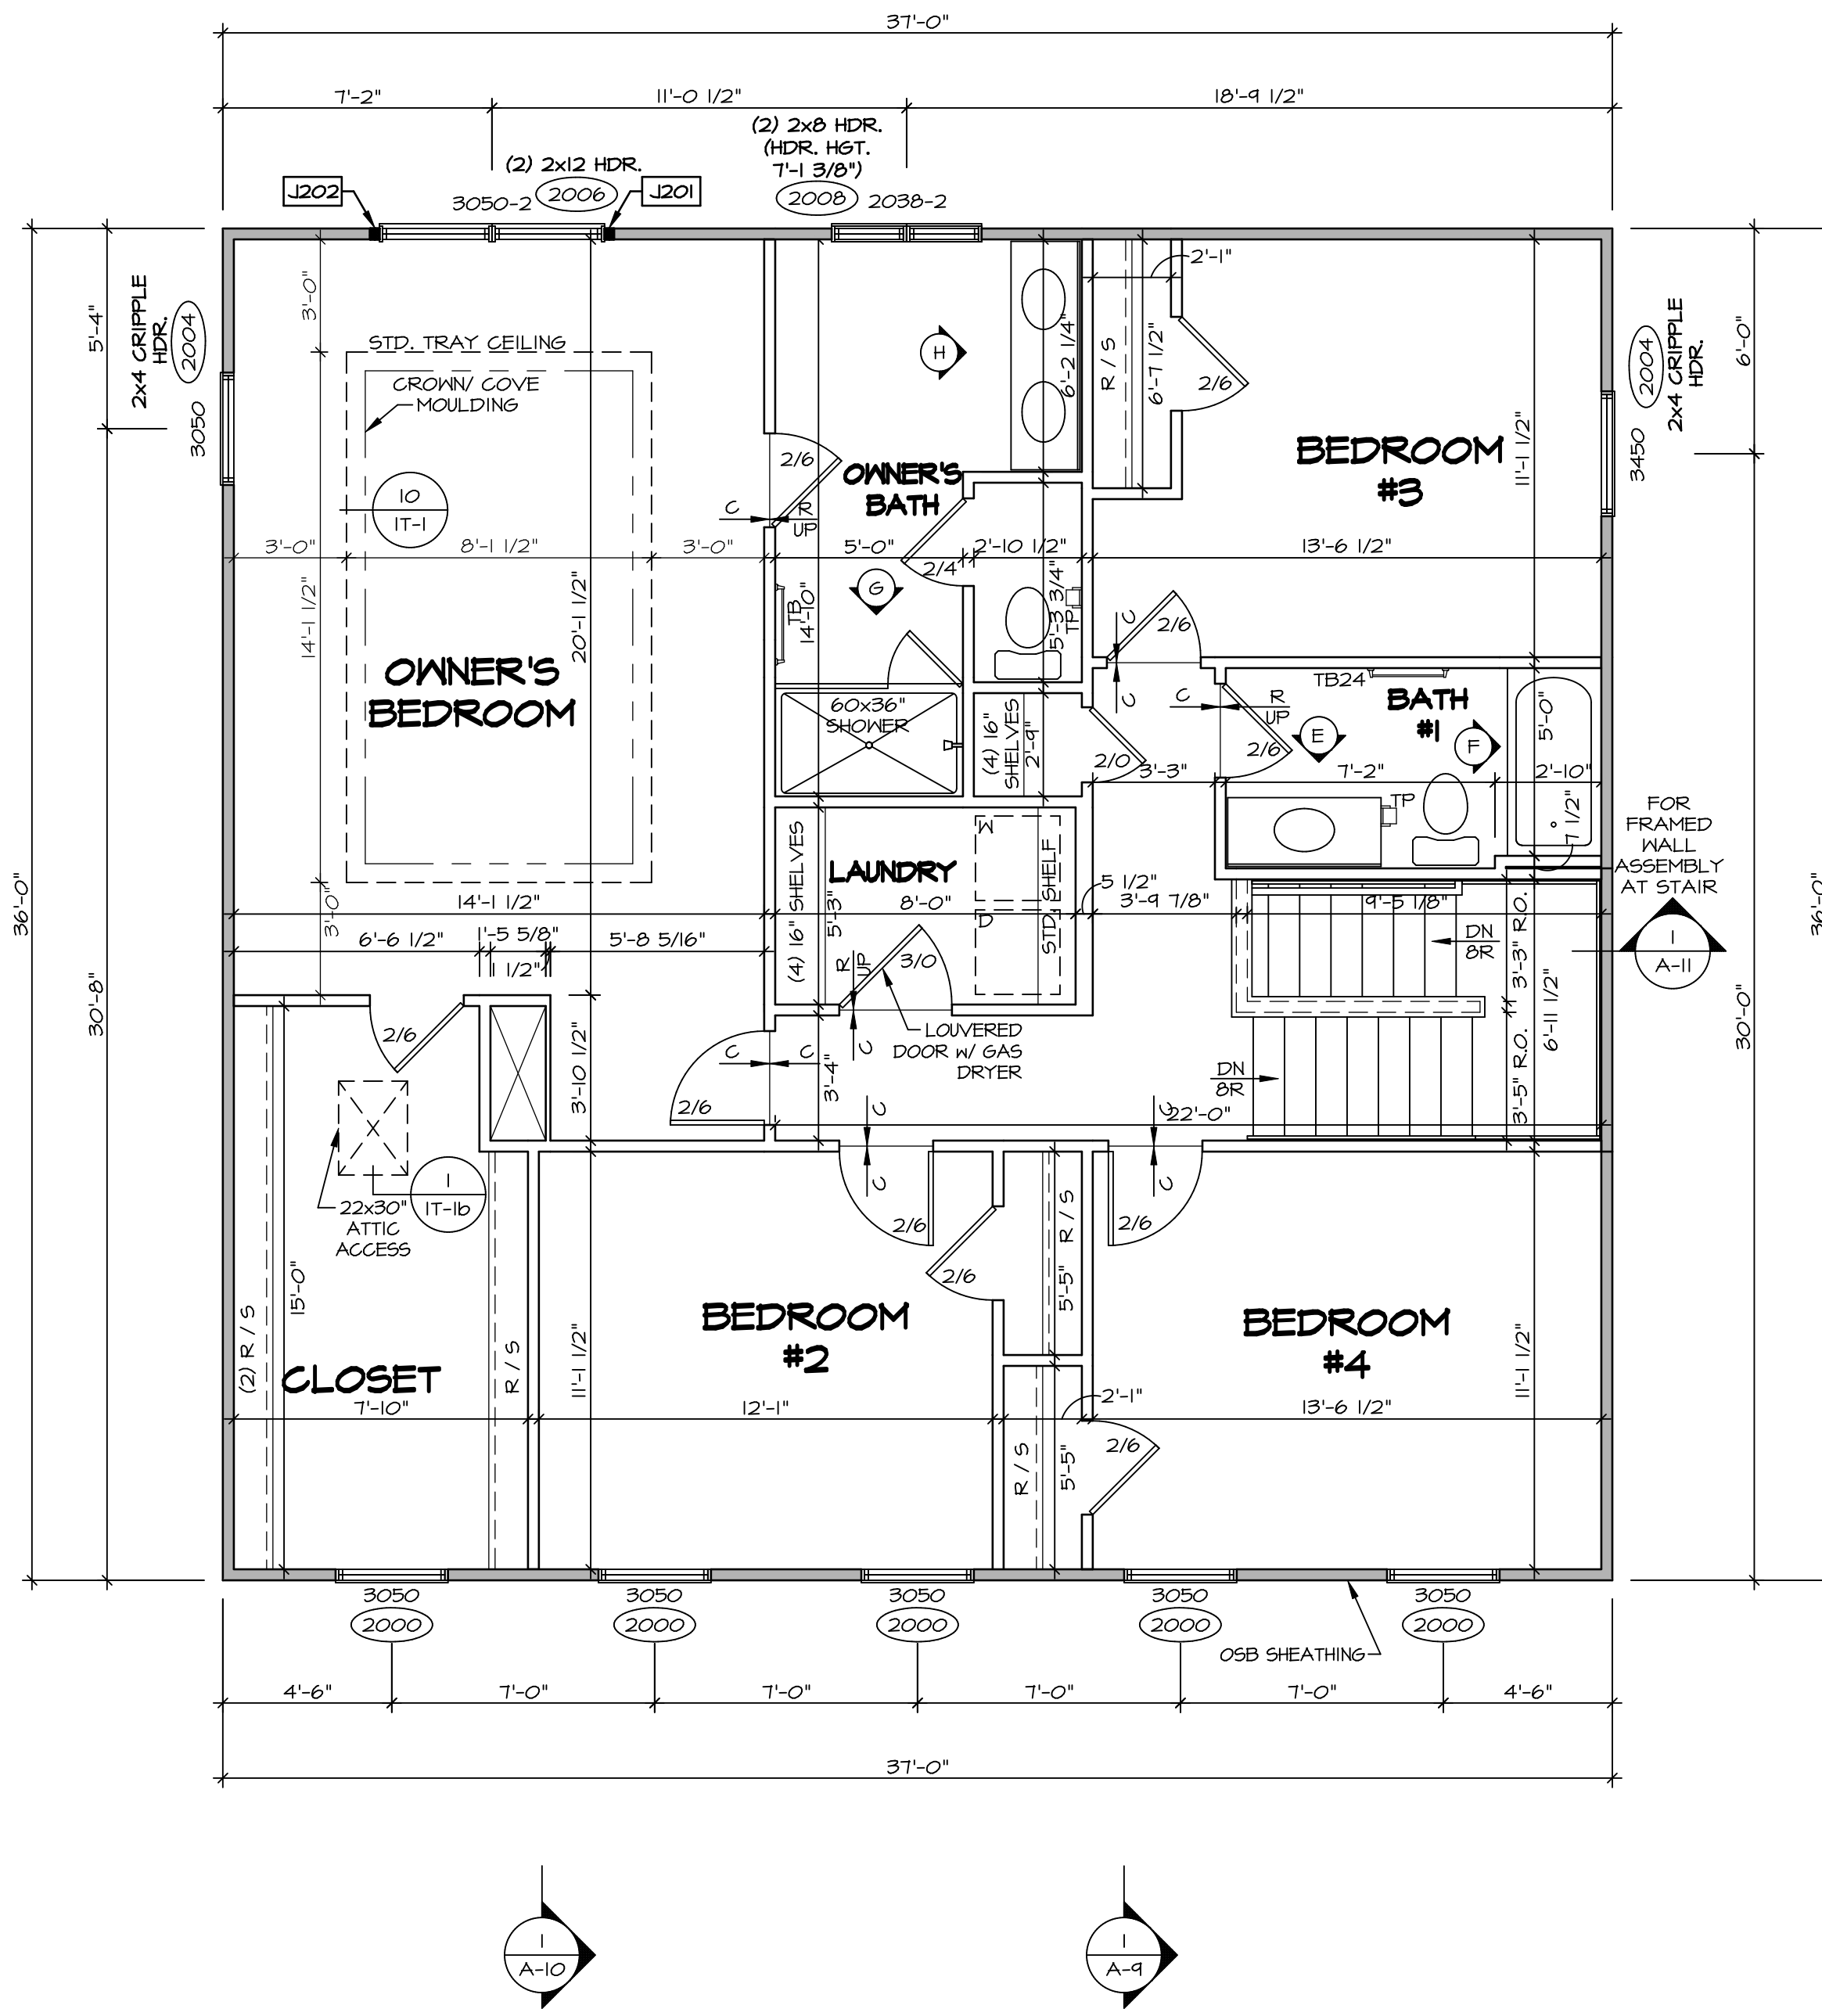 37'-0"
7'-2"
11'-0 1/2"
18'-9 1/2"
(2) 2x8 HDR.
(HDR. HGT.
7'-1 3/8")
(2) 2x12 HDR.
J202
3050-2
2006
J201
2008
2038-2
5'-4"
2x4 CRIPPLE
HDR.
2004
3050
3'-0"
STD. TRAY CEILING
CROWN/ COVE
MOULDING
10
1T-1
3'-0"
8'-1 1/2"
3'-0"
14'-1 1/2"
20'-1 1/2"
OWNER'S
BEDROOM
3'-0"
H
6'-2 1/4"
R / S
6'-7 1/2"
2'-1"
2/6
2/6
OWNER'S
BATH
C
R
UP
5'-0"
2'-10 1/2"
2/4
G
TB
14'-10"
5'-3 3/4"
TP
BEDROOM
#3
11'-1 1/2"
13'-6 1/2"
2004
2x4 CRIPPLE
HDR.
3450
6'-0"
60x36"
SHOWER
(4) 16"
SHELVES
2'-9"
C
2/6
C
2/0
3'-3"
C
R
UP
2/6
TB24
BATH
#1
E
F
5'-0"
7'-2"
2'-10"
TP
7 1/2"
FOR
FRAMED
WALL
ASSEMBLY
AT STAIR
1
A-11
36'-0"
36'-0"
30'-8"
30'-0"
(4) 16" SHELVES
LAUNDRY
W
D
STD. SHELF
5'-3"
8'-0"
5 1/2"
3'-9 7/8"
9'-5 1/8"
R
UP
3/0
C
LOUVERED
DOOR W/ GAS
DRYER
DN
8R
DN
8R
3'-3" R.O.
1"
3'-5" R.O.
6'-11 1/2"
14'-1 1/2"
6'-6 1/2"
1'-5 5/8"
1 1/2"
5'-8 5/16"
2/6
C
C
3'-10 1/2"
2/6
3'-4"
22'-0"
C
C
C
C
22x30"
ATTIC
ACCESS
1
1T-1b
(2) R / S
15'-0"
CLOSET
R / S
7'-10"
11'-1 1/2"
BEDROOM
#2
12'-1"
2/6
2/6
R / S
5'-5"
2/6
BEDROOM
#4
11'-1 1/2"
2'-1"
13'-6 1/2"
2/6
R / S
5'-5"
3050
2000
3050
2000
3050
2000
3050
2000
3050
2000
OSB SHEATHING
4'-6"
7'-0"
7'-0"
7'-0"
7'-0"
4'-6"
37'-0"
1
A-10
1
A-9